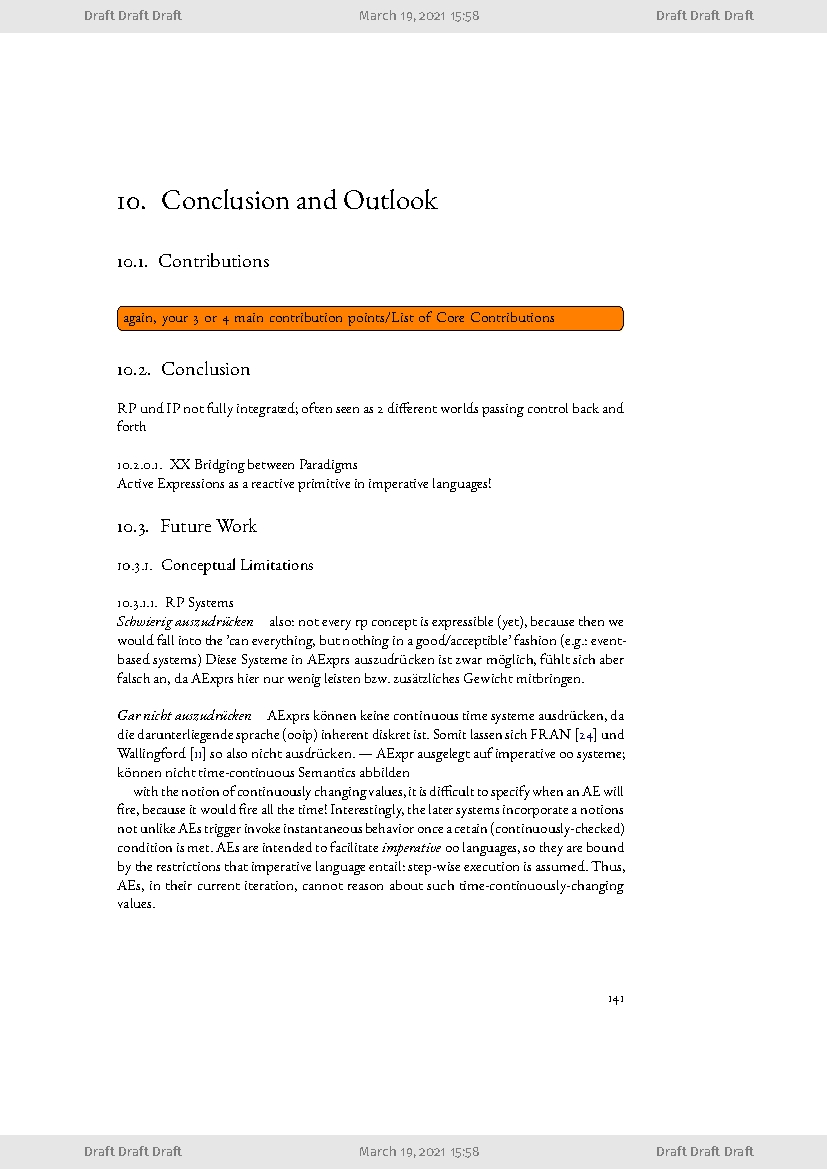 Draft Draft Draft March 19, 2021 15:58 Draft Draft Draft
10. Conclusion and Outlook
10.1. Contributions
again, your 3 or 4 main contribution points/List of Core Contributions
10.2. Conclusion
RP und IP not fully integrated; often seen as 2 different worlds passing control back and
forth
10.2.0.1. XX Bridging between Paradigms
Active Expressions as a reactive primitive in imperative languages!
10.3. Future Work
10.3.1. Conceptual Limitations
10.3.1.1. RP Systems
Schwierig auszudrücken also: not every rp concept is expressible (yet), because then we
would fall into the 'can everything, but nothing in a good/acceptible' fashion (e.g.: event-
based systems) Diese Systeme in AExprs auszudrücken ist zwar möglich, fühlt sich aber
falsch an, da AExprs hier nur wenig leisten bzw. zusätzliches Gewicht mitbringen.
Gar nicht auszudrücken AExprs können keine continuous time systeme ausdrücken, da
die darunterliegende sprache (ooip) inherent diskret ist. Somit lassen sich FRAN [24] und
Wallingford [11] so also nicht ausdrücken. — AExpr ausgelegt auf imperative oo systeme;
können nicht time-continuous Semantics abbilden
with the notion of continuously changing values, it is difficult to specify when an AE will
fire, because it would fire all the time! Interestingly, the later systems incorporate a notions
not unlike AEs trigger invoke instantaneous behavior once a cetain (continuously-checked)
condition is met. AEs are intended to facilitate imperative oo languages, so they are bound
by the restrictions that imperative language entail: step-wise execution is assumed. Thus,
AEs, in their current iteration, cannot reason about such time-continuously-changing
values.
141
Draft Draft Draft March 19, 2021 15:58 Draft Draft Draft